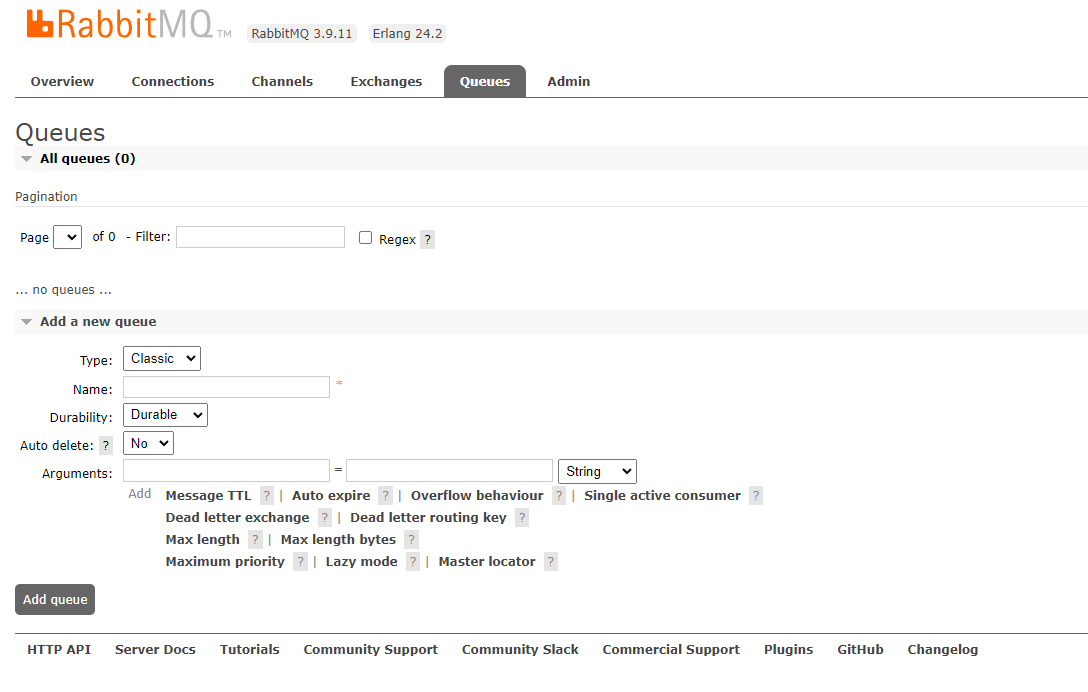 RabbitMQ TM RabbitMQ 3.9.11 Erlang 24.2
Overview Connections Channels Exchanges Queues Admin
Queues
All queues (0)
Pagination
Page of 0 - Filter: Regex ?
... no queues ...
Add a new queue
Type: Classic
Name: *
Durability: Durable
Auto delete: ? No
Arguments: = String
Add Message TTL ? | Auto expire ? | Overflow behaviour ? | Single active consumer ?
Dead letter exchange ? | Dead letter routing key ?
Max length ? | Max length bytes ?
Maximum priority ? | Lazy mode ? | Master locator ?
Add queue
HTTP API Server Docs Tutorials Community Support Community Slack Commercial Support Plugins GitHub Changelog